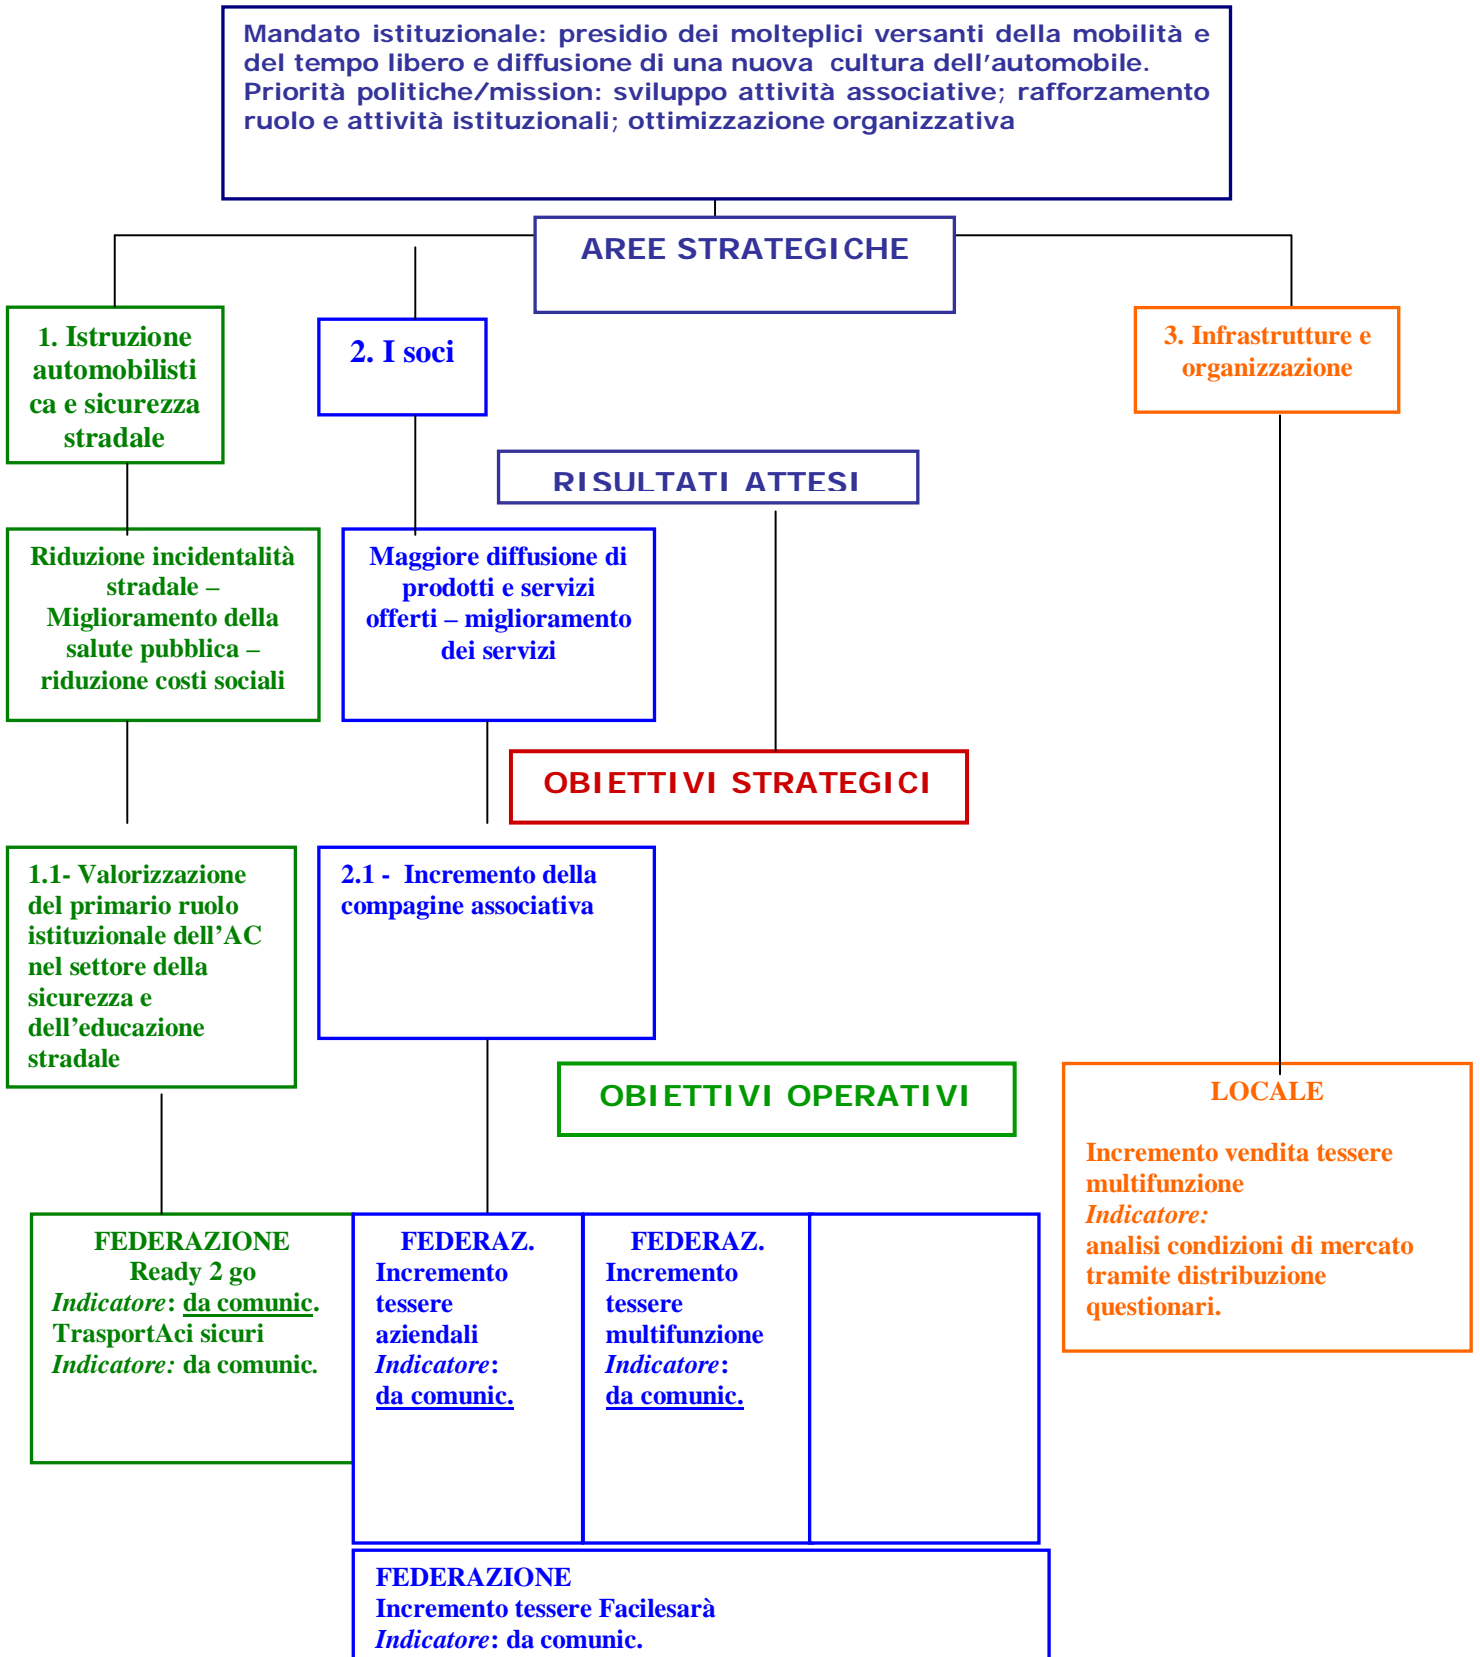 Mandato istituzionale: presidio dei molteplici versanti della mobilità e
del tempo libero e diffusione di una nuova cultura dell'automobile.
Priorità politiche/mission: sviluppo attività associative; rafforzamento
ruolo e attività istituzionali; ottimizzazione organizzativa
AREE STRATEGICHE
1. Istruzione
automobilisti
ca e sicurezza
stradale
2. I soci
3. Infrastrutture e
organizzazione
RISULTATI ATTESI
Riduzione incidentalità
stradale –
Miglioramento della
salute pubblica –
riduzione costi sociali
Maggiore diffusione di
prodotti e servizi
offerti – miglioramento
dei servizi
OBIETTIVI STRATEGICI
1.1- Valorizzazione
del primario ruolo
istituzionale dell'AC
nel settore della
sicurezza e
dell'educazione
stradale
2.1 - Incremento della
compagine associativa
OBIETTIVI OPERATIVI
LOCALE
Incremento vendita tessere
multifunzione
Indicatore:
analisi condizioni di mercato
tramite distribuzione
questionari.
FEDERAZIONE
Ready 2 go
Indicatore: da comunic.
TrasportAci sicuri
Indicatore: da comunic.
FEDERAZ.
Incremento
tessere
aziendali
Indicatore:
da comunic.
FEDERAZ.
Incremento
tessere
multifunzione
Indicatore:
da comunic.
FEDERAZIONE
Incremento tessere Facilesarà
Indicatore: da comunic.